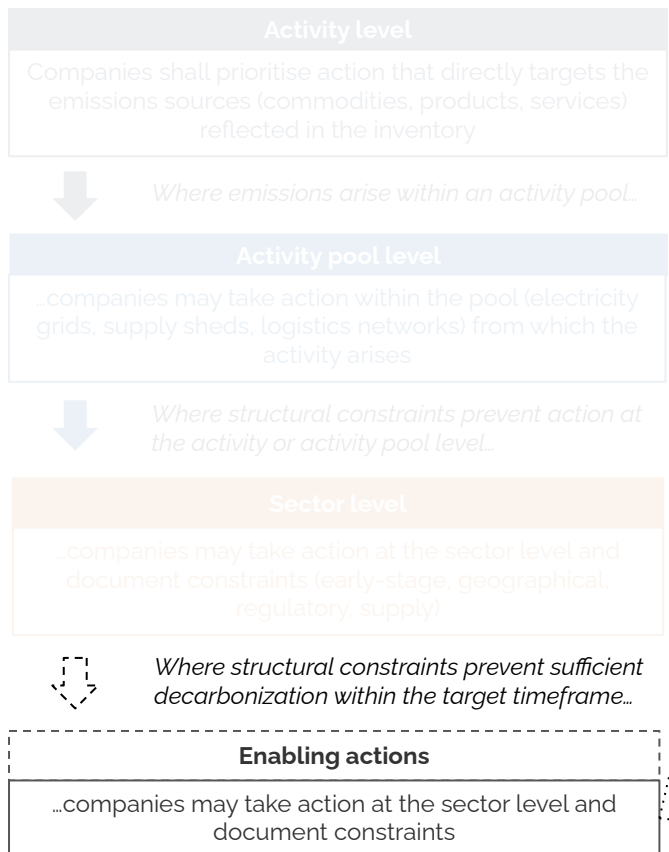 Activity level
Companies shall prioritise action that directly targets the
emissions sources (commodities, products, services)
reflected in the inventory
Where emissions arise within an activity pool…
Activity pool level
…companies may take action within the pool (electricity
grids, supply sheds, logistics networks) from which the
activity arises
Where structural constraints prevent action at
the activity or activity pool level…
Sector level
…companies may take action at the sector level and
document constraints (early-stage, geographical,
regulatory, supply)
Where structural constraints prevent sufficient
decarbonization within the target timeframe…
Enabling actions
…companies may take action at the sector level and
document constraints